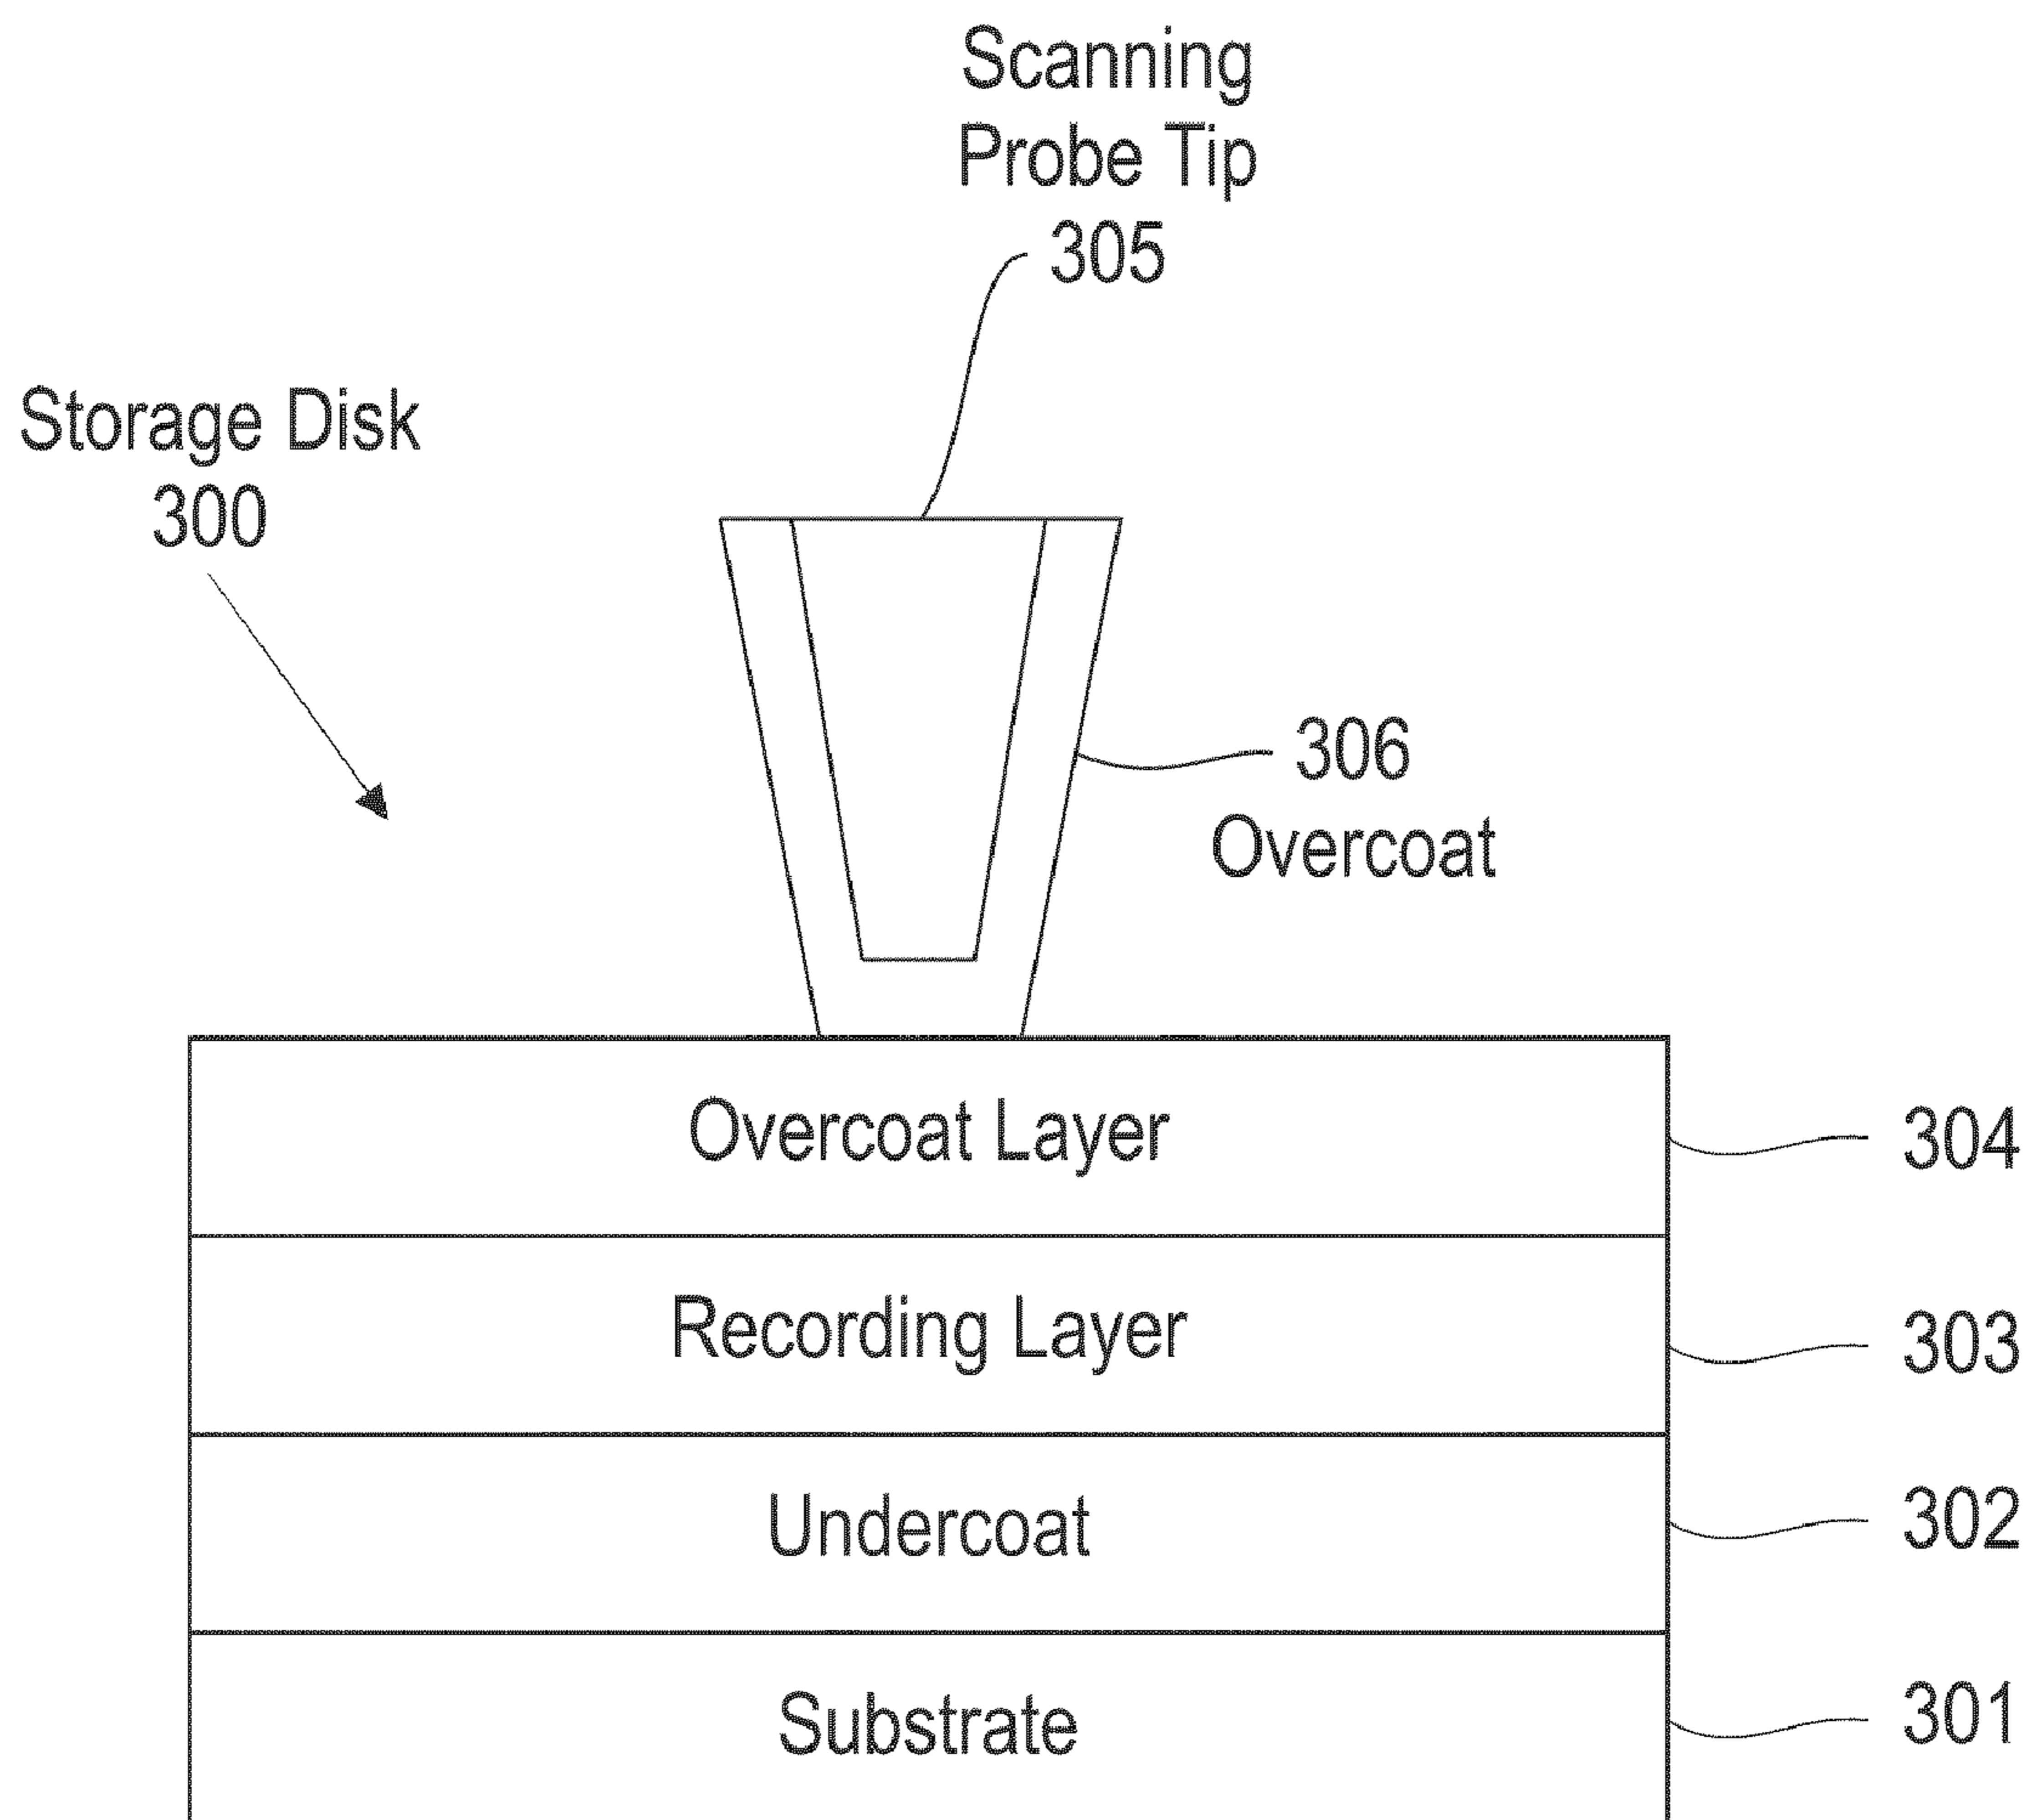 Scanning
Probe Tip
305
Storage Disk
300
306
Overcoat
Overcoat Layer
304
Recording Layer
303
Undercoat
302
Substrate
301